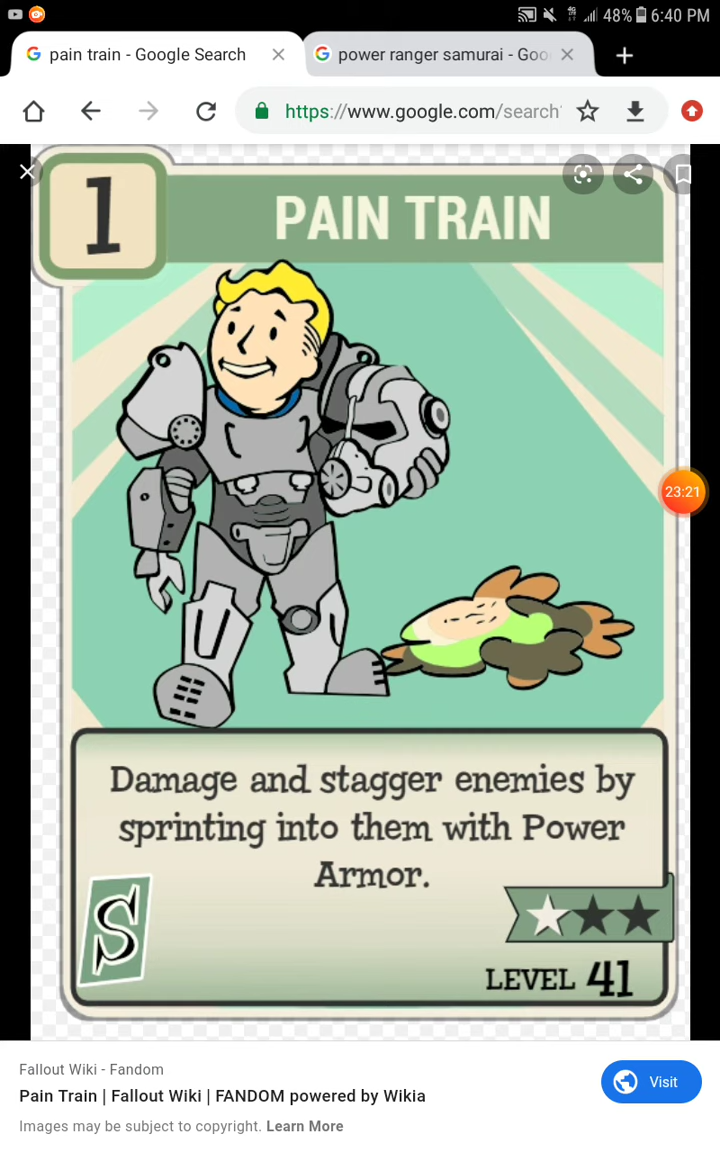 48% 6:40 PM
pain train - Google Search
power ranger samurai - Goo
https://www.google.com/search
1
PAIN TRAIN
23:21
Damage and stagger enemies by
sprinting into them with Power
Armor.
S
LEVEL 41
Fallout Wiki - Fandom
Pain Train | Fallout Wiki | FANDOM powered by Wikia
Visit
Images may be subject to copyright. Learn More